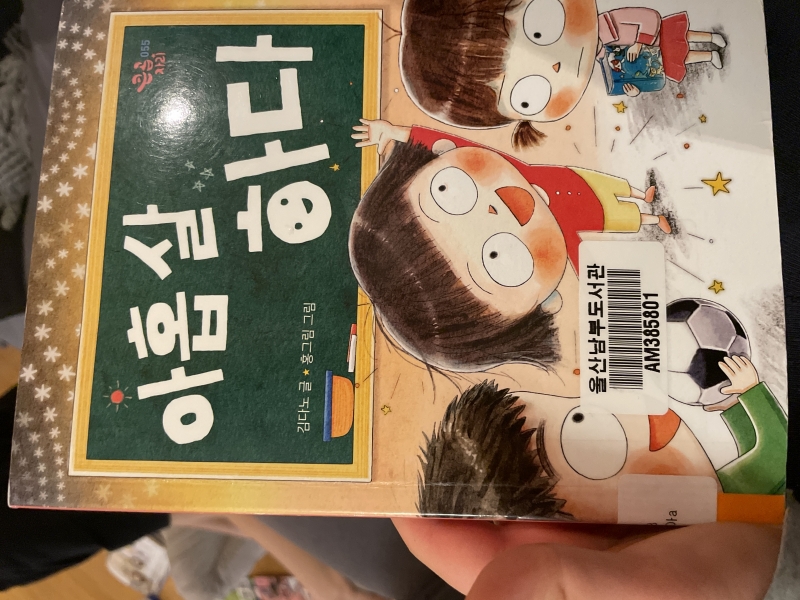 아홉 살
하다
055
김다노 글★홍그림 그림
울산남부도서관
AM385801